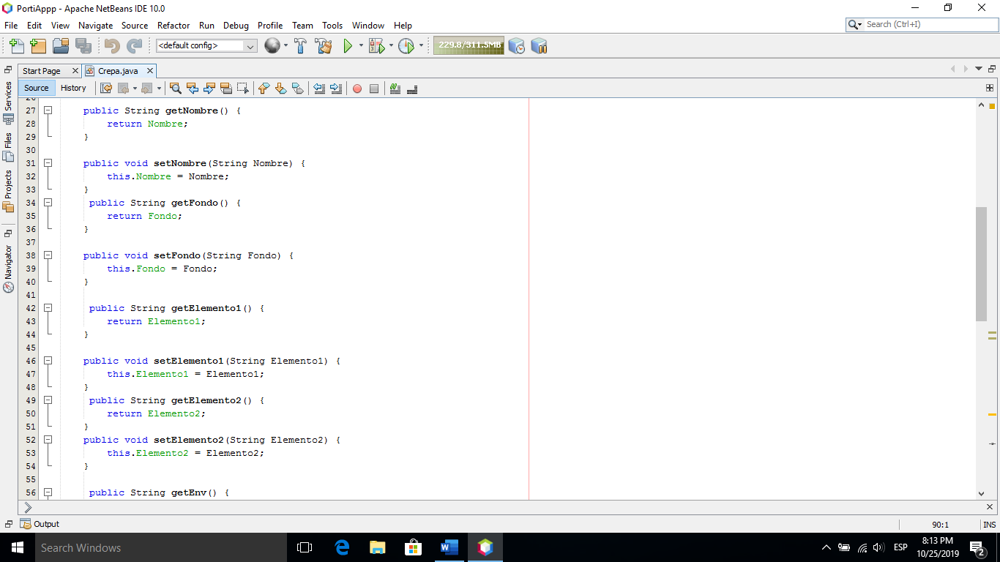 PortiAppp - Apache NetBeans IDE 10.0
File Edit View Navigate Source Refactor Run Debug Profile Team Tools Window Help
Search (Ctrl+I)
<default config>
229.8/311.5MB
Start Page
Crepa.java
Source History
Services
Files
Projects
Navigator
27 public String getNombre() {
28 return Nombre;
29 }
30
31 public void setNombre(String Nombre) {
32 this.Nombre = Nombre;
33 }
34 public String getFondo() {
35 return Fondo;
36 }
37
38 public void setFondo(String Fondo) {
39 this.Fondo = Fondo;
40 }
41
42 public String getElemento1() {
43 return Elemento1;
44 }
45
46 public void setElemento1(String Elemento1) {
47 this.Elemento1 = Elemento1;
48 }
49 public String getElemento2() {
50 return Elemento2;
51 }
52 public void setElemento2(String Elemento2) {
53 this.Elemento2 = Elemento2;
54 }
55
56 public String getEnv() {
Output
90:1 INS
Search Windows
ESP
8:13 PM
10/25/2019
2